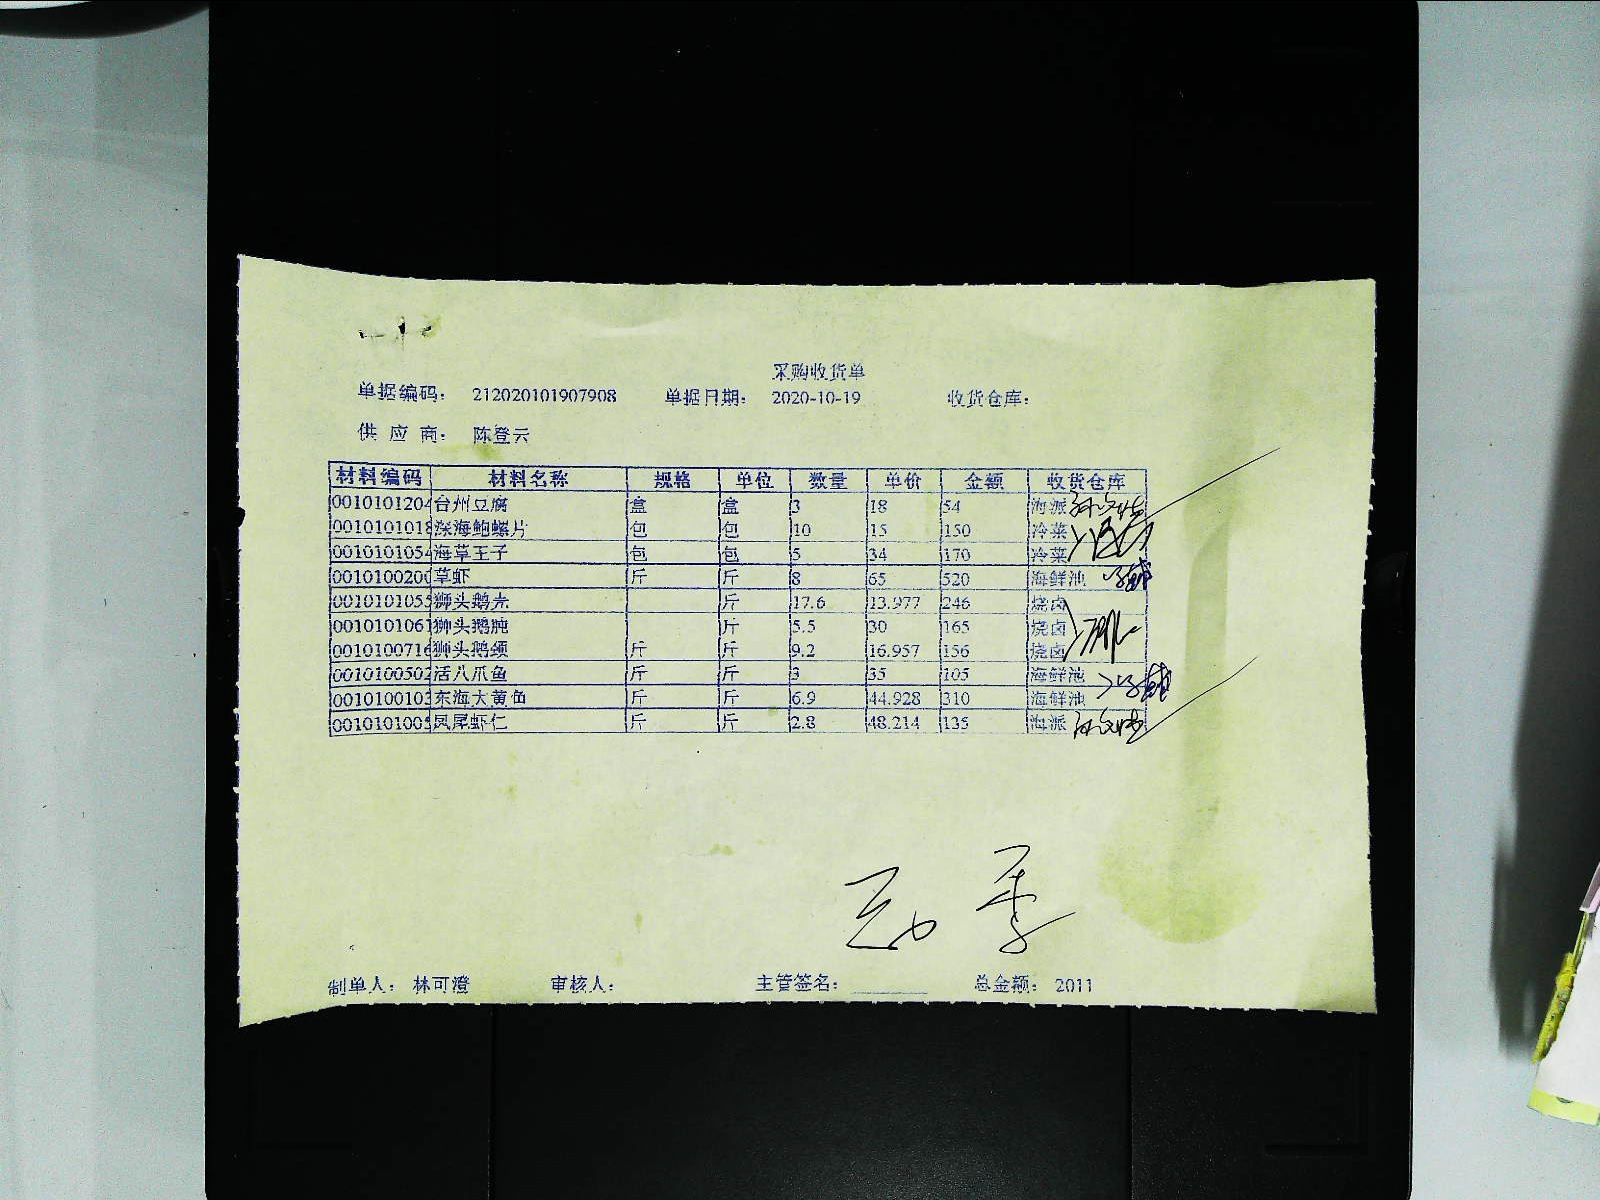 采购收货单
单据编码： 212020101907908 单据日期： 2020-10-19 收货仓库：
供 应 商： 陈登云
材料编码 材料名称 规格 单位 数量 单价 金额 收货仓库
0010101204 台州豆腐 盒 盒 3 18 54 海派
0010101018 深海鲍螺片 包 包 10 15 150 冷菜
0010101054 海草王子 包 包 5 34 170 冷菜
0010100200 草虾 斤 斤 8 65 520 海鲜池
0010101055 狮头鹅壳 斤 17.6 13.977 246 烧卤
0010101061 狮头鹅肫 斤 5.5 30 165 烧卤
0010100716 狮头鹅颈 斤 斤 9.2 16.957 156 烧卤
0010100502 活八爪鱼 斤 斤 3 35 105 海鲜池
0010100103 东海大黄鱼 斤 斤 6.9 44.928 310 海鲜池
0010101005 凤尾虾仁 斤 斤 2.8 48.214 135 海派
制单人： 林可澄 审核人： 主管签名： 总金额： 2011